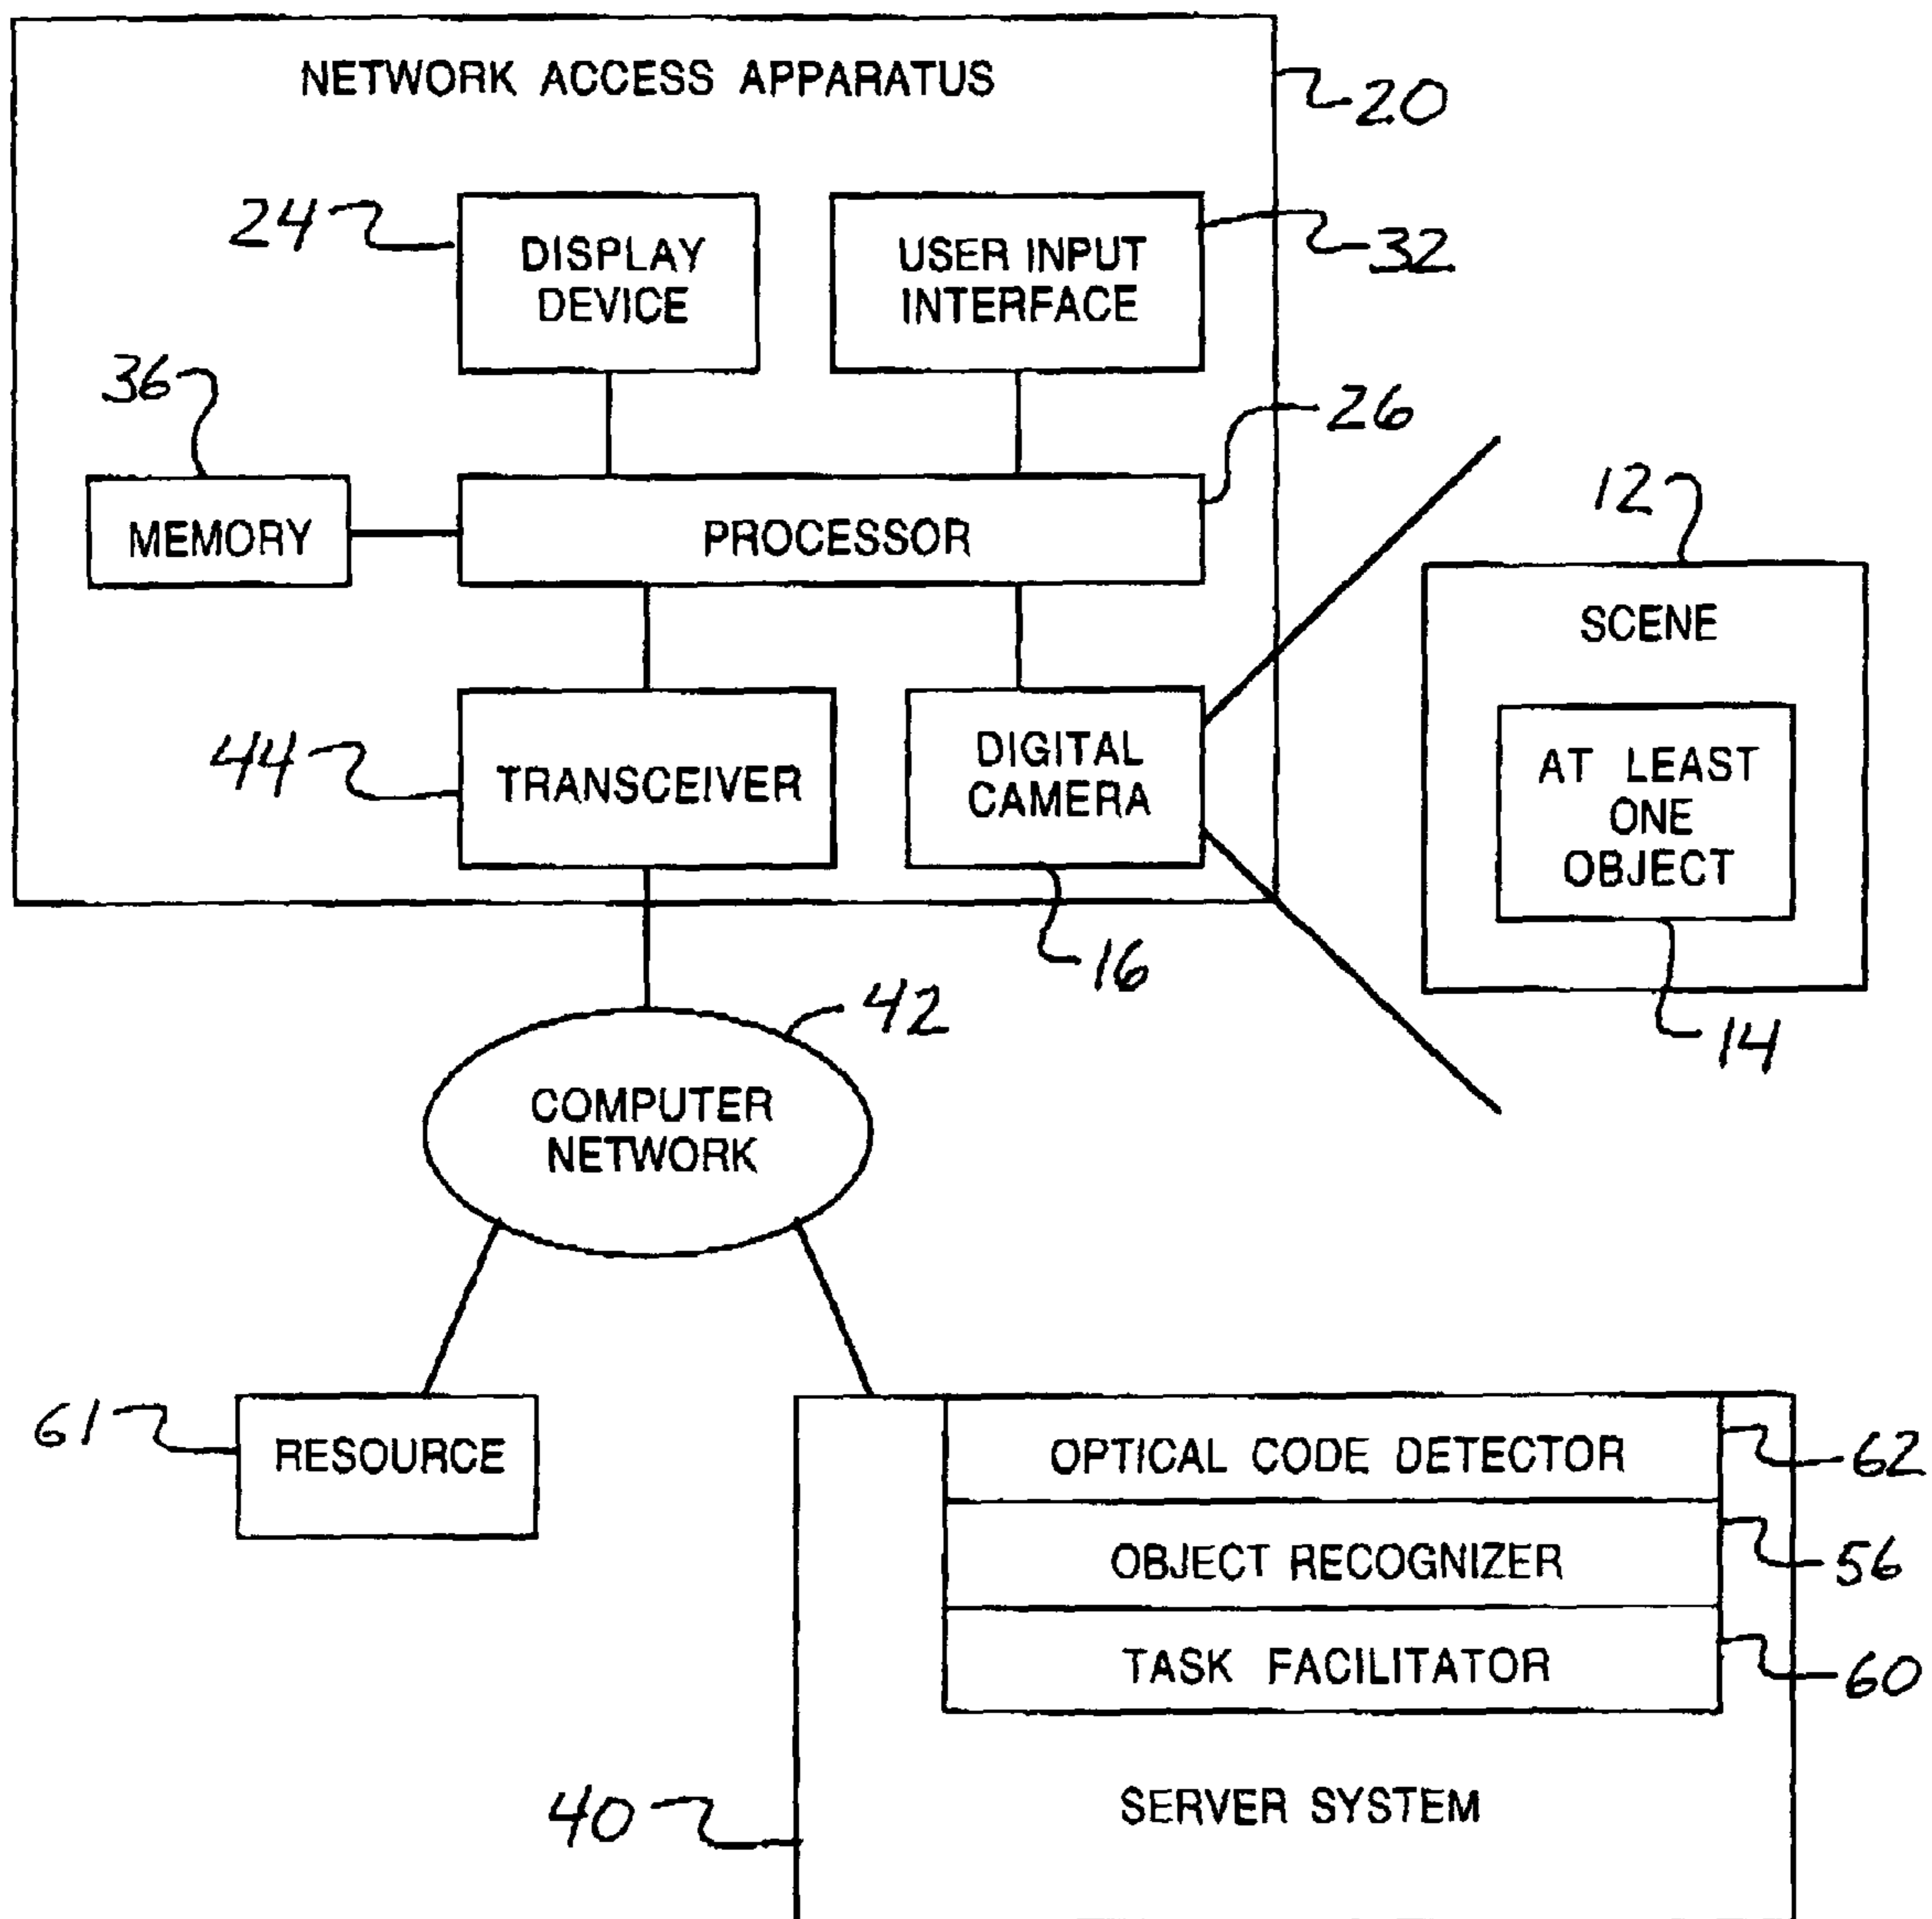 NETWORK ACCESS APPARATUS
20
24
DISPLAY
DEVICE
USER INPUT
INTERFACE
32
36
26
MEMORY
PROCESSOR
12
SCENE
44
TRANSCEIVER
DIGITAL
CAMERA
AT LEAST
ONE
OBJECT
16
14
42
COMPUTER
NETWORK
61
RESOURCE
OPTICAL CODE DETECTOR
62
OBJECT RECOGNIZER
56
TASK FACILITATOR
60
40
SERVER SYSTEM